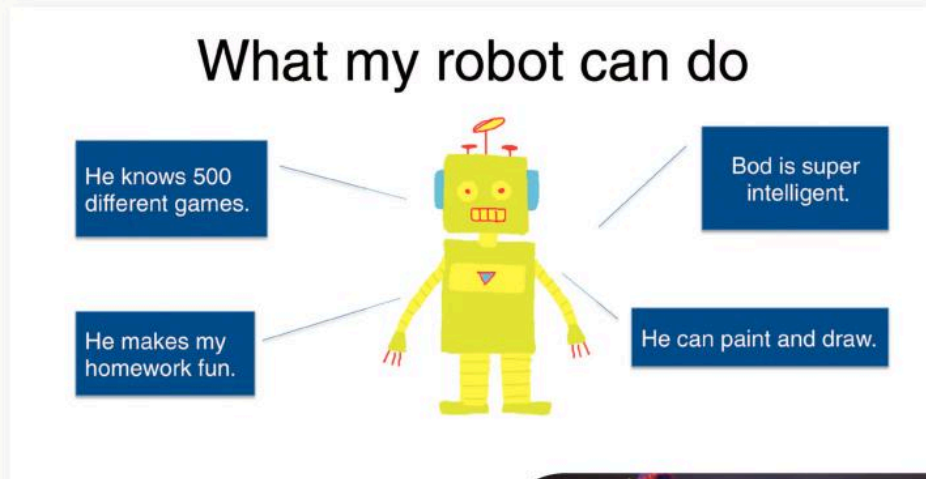 What my robot can do
He knows 500
different games.
Bod is super
intelligent.
He makes my
homework fun.
He can paint and draw.